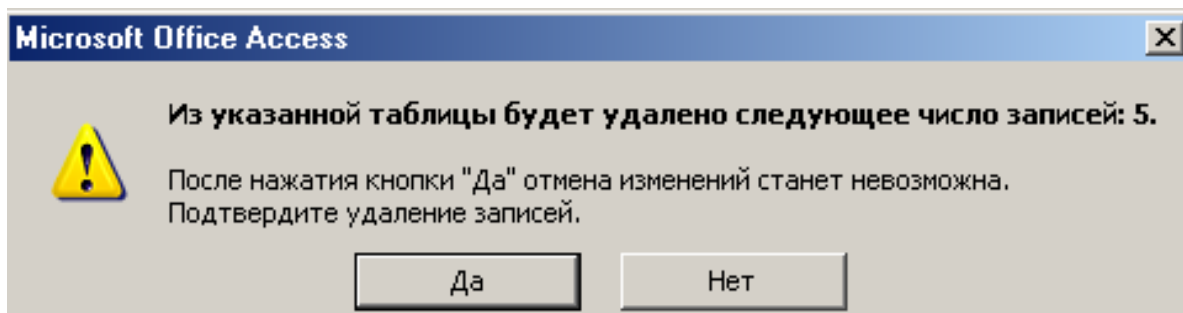 Microsoft Office Access
Из указанной таблицы будет удалено следующее число записей: 5.
После нажатия кнопки "Да" отмена изменений станет невозможна.
Подтвердите удаление записей.
Да
Нет